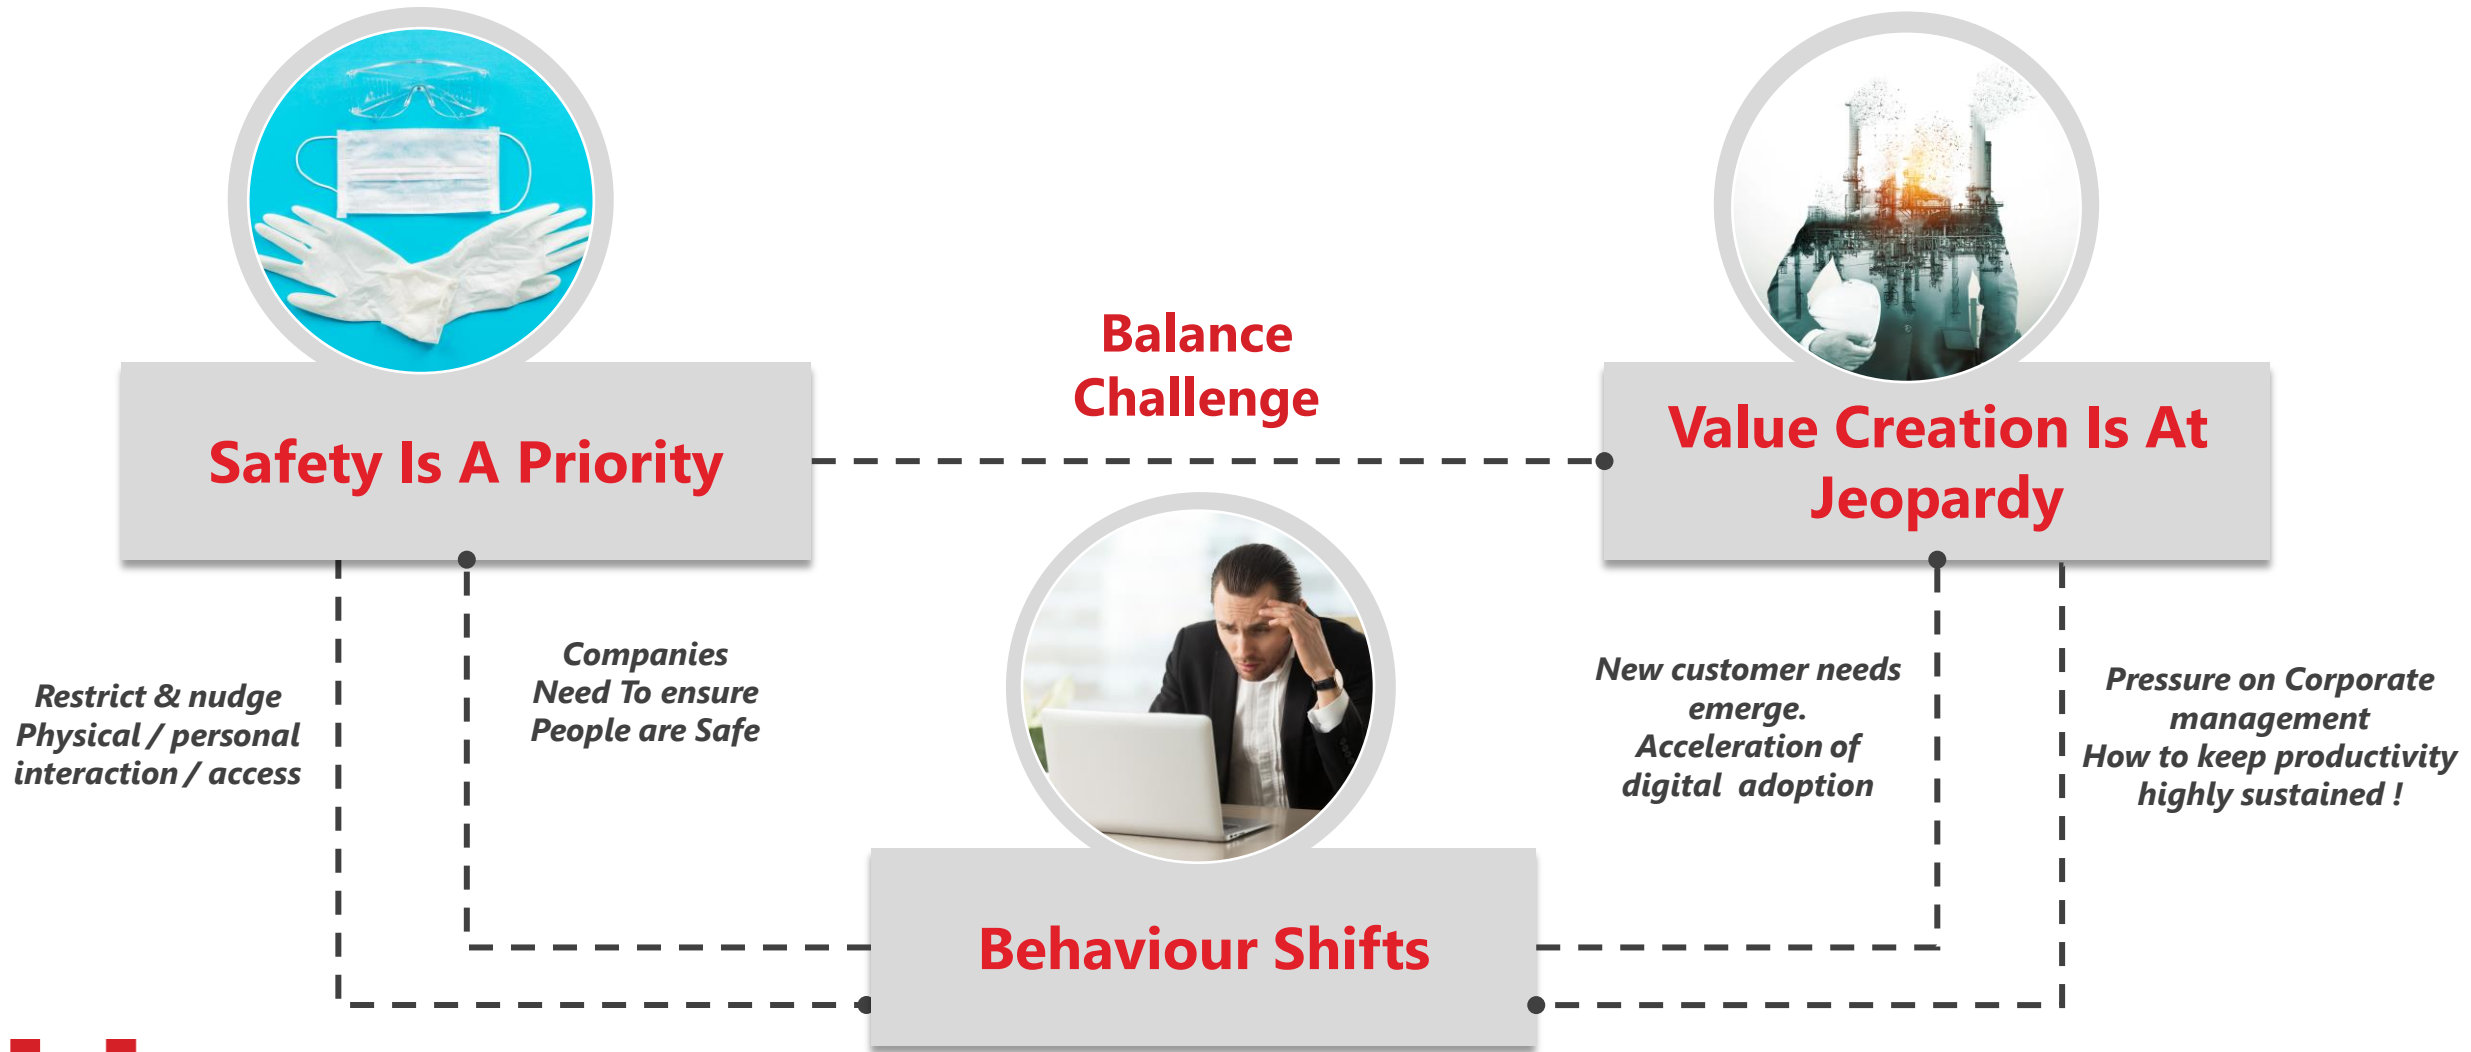 Balance
Challenge
Safety Is A Priority
Value Creation Is At
Jeopardy
Restrict & nudge
Physical / personal
interaction / access
Companies
Need To ensure
People are Safe
New customer needs
emerge.
Acceleration of
digital adoption
Pressure on Corporate
management
How to keep productivity
highly sustained !
Behaviour Shifts